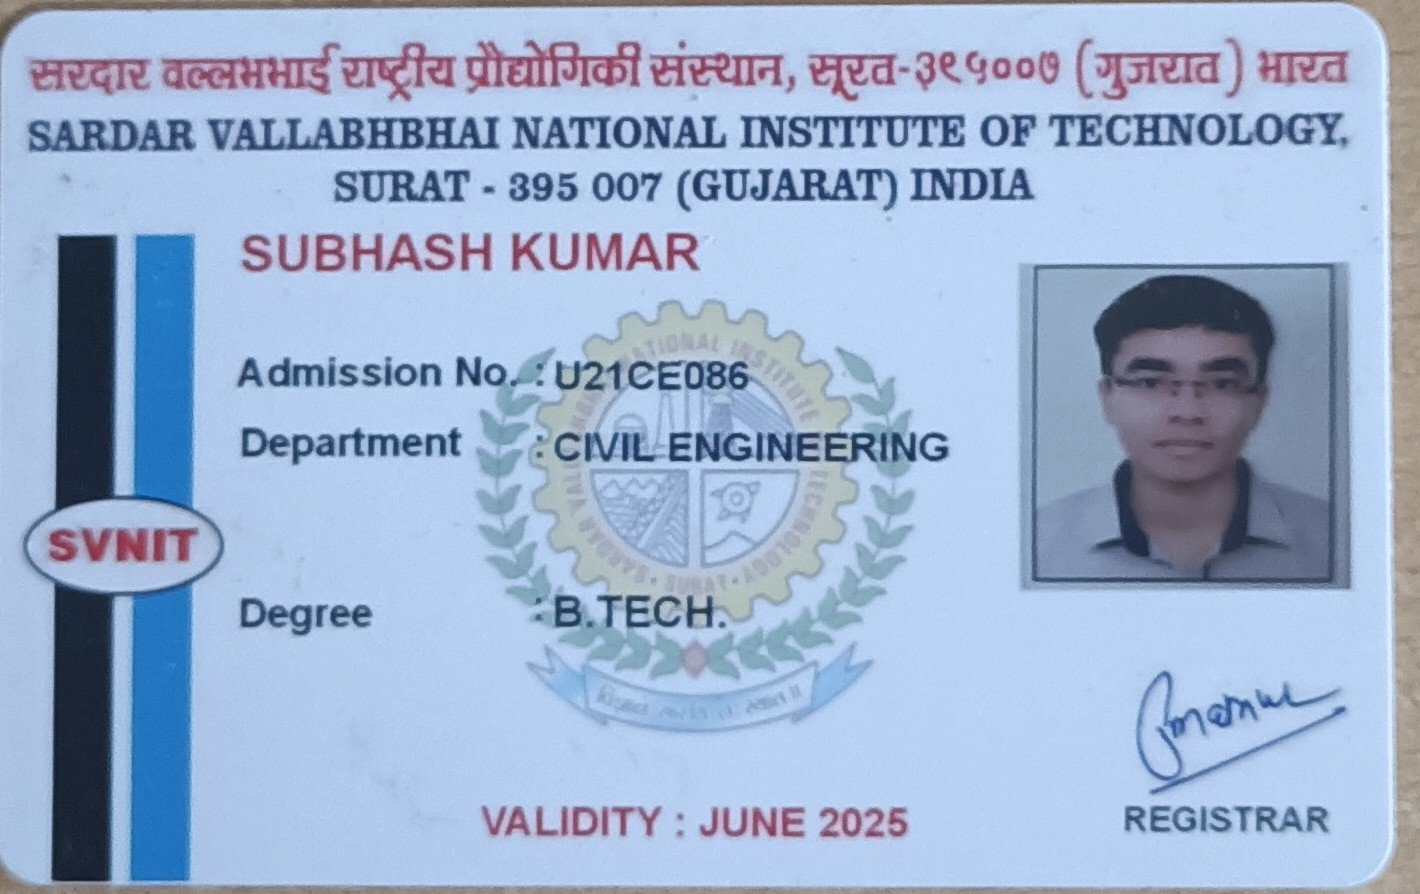 सरदार वल्लभभाई राष्ट्रीय प्रौद्योगिकी संस्थान, सूरत-३९५००७ (गुजरात) भारत
SARDAR VALLABHBHAI NATIONAL INSTITUTE OF TECHNOLOGY,
SURAT - 395 007 (GUJARAT) INDIA
SUBHASH KUMAR
Admission No. : U21CE086
Department : CIVIL ENGINEERING
SVNIT
Degree : B.TECH.
SARDAR VALLABHBHAI NATIONAL INSTITUTE OF TECHNOLOGY · SURAT ·
VALIDITY : JUNE 2025
REGISTRAR